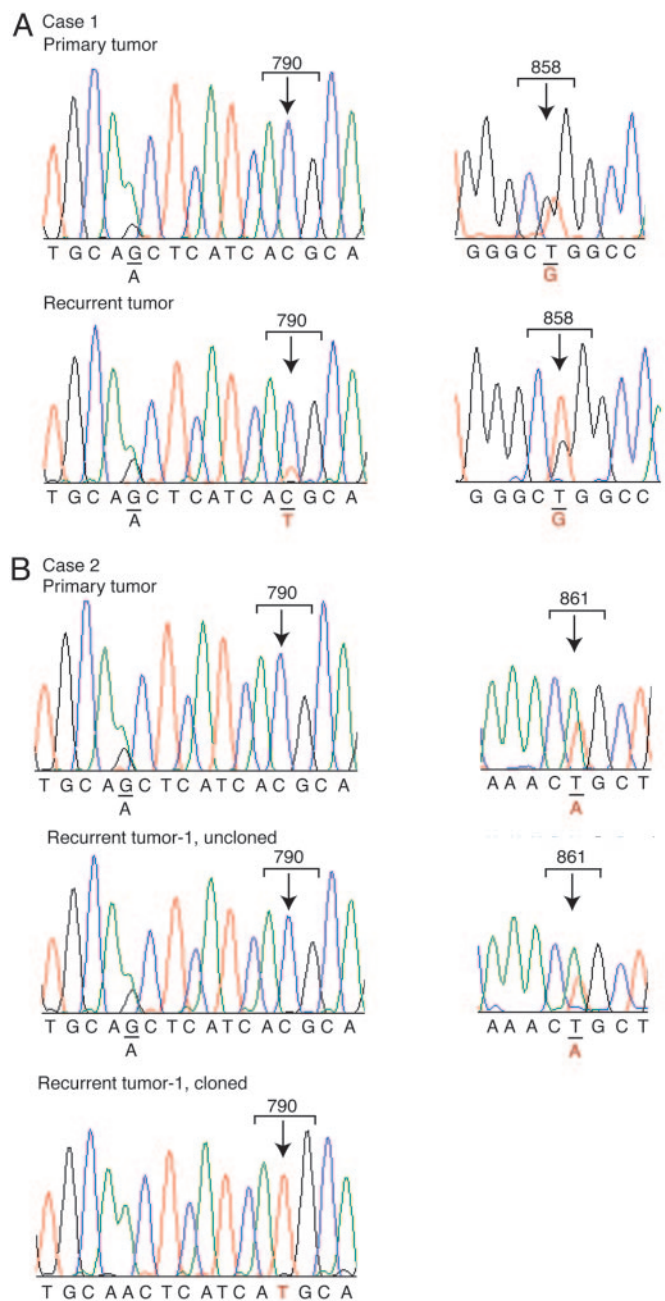 A Case 1
Primary tumor
790
858
T G C A G C T C A T C A C G C A
A
G G G C T G G C C
G
Recurrent tumor
790
858
T G C A G C T C A T C A C G C A
A
T
G G G C T G G C C
G
B Case 2
Primary tumor
790
861
T G C A G C T C A T C A C G C A
A
A A A C T G C T
A
Recurrent tumor-1, uncloned
790
861
T G C A G C T C A T C A C G C A
A
A A A C T G C T
A
Recurrent tumor-1, cloned
790
T G C A A C T C A T C A T G C A